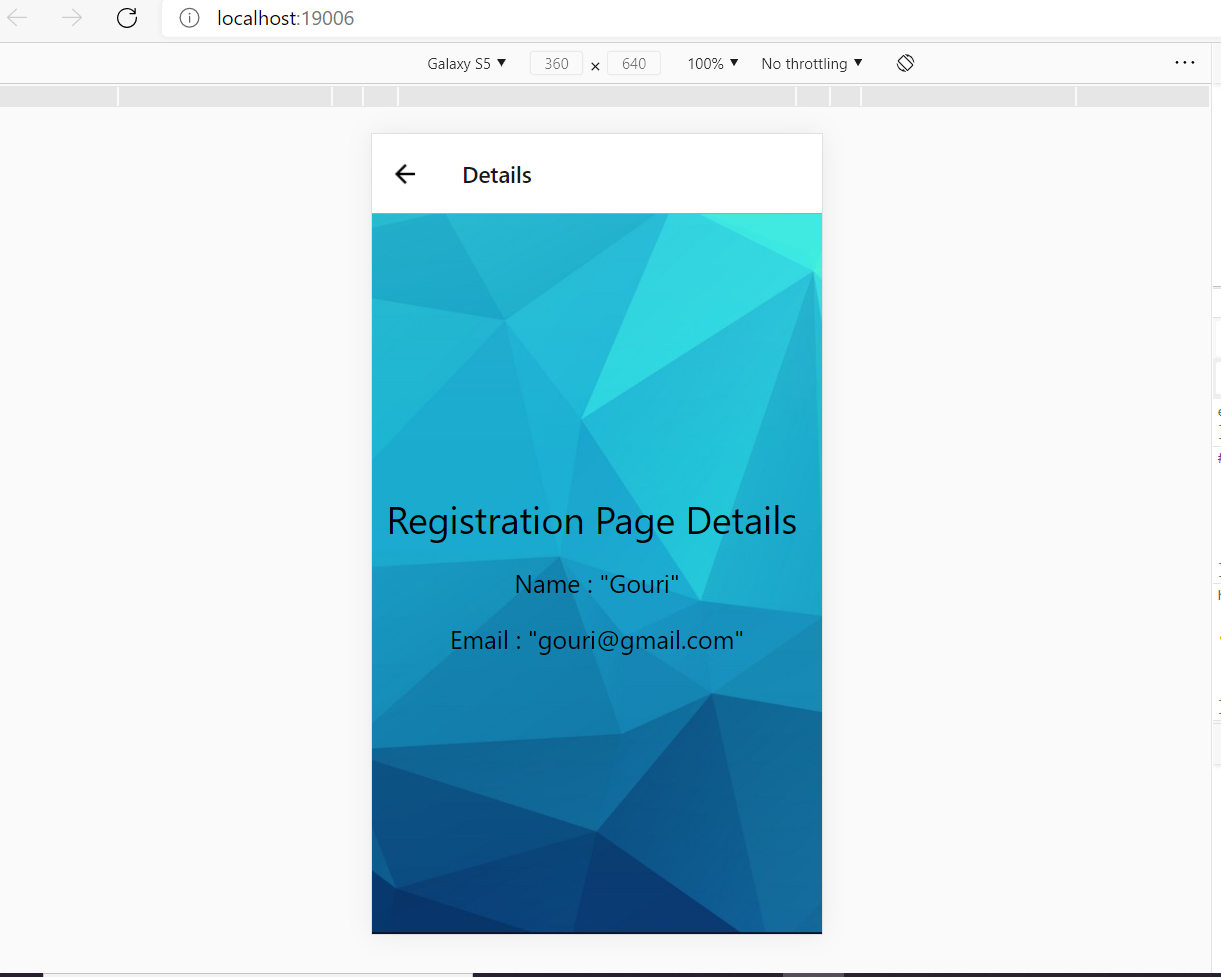 localhost:19006
Galaxy S5 360 × 640 100% No throttling
Details
Registration Page Details
Name : "Gouri"
Email : "gouri@gmail.com"